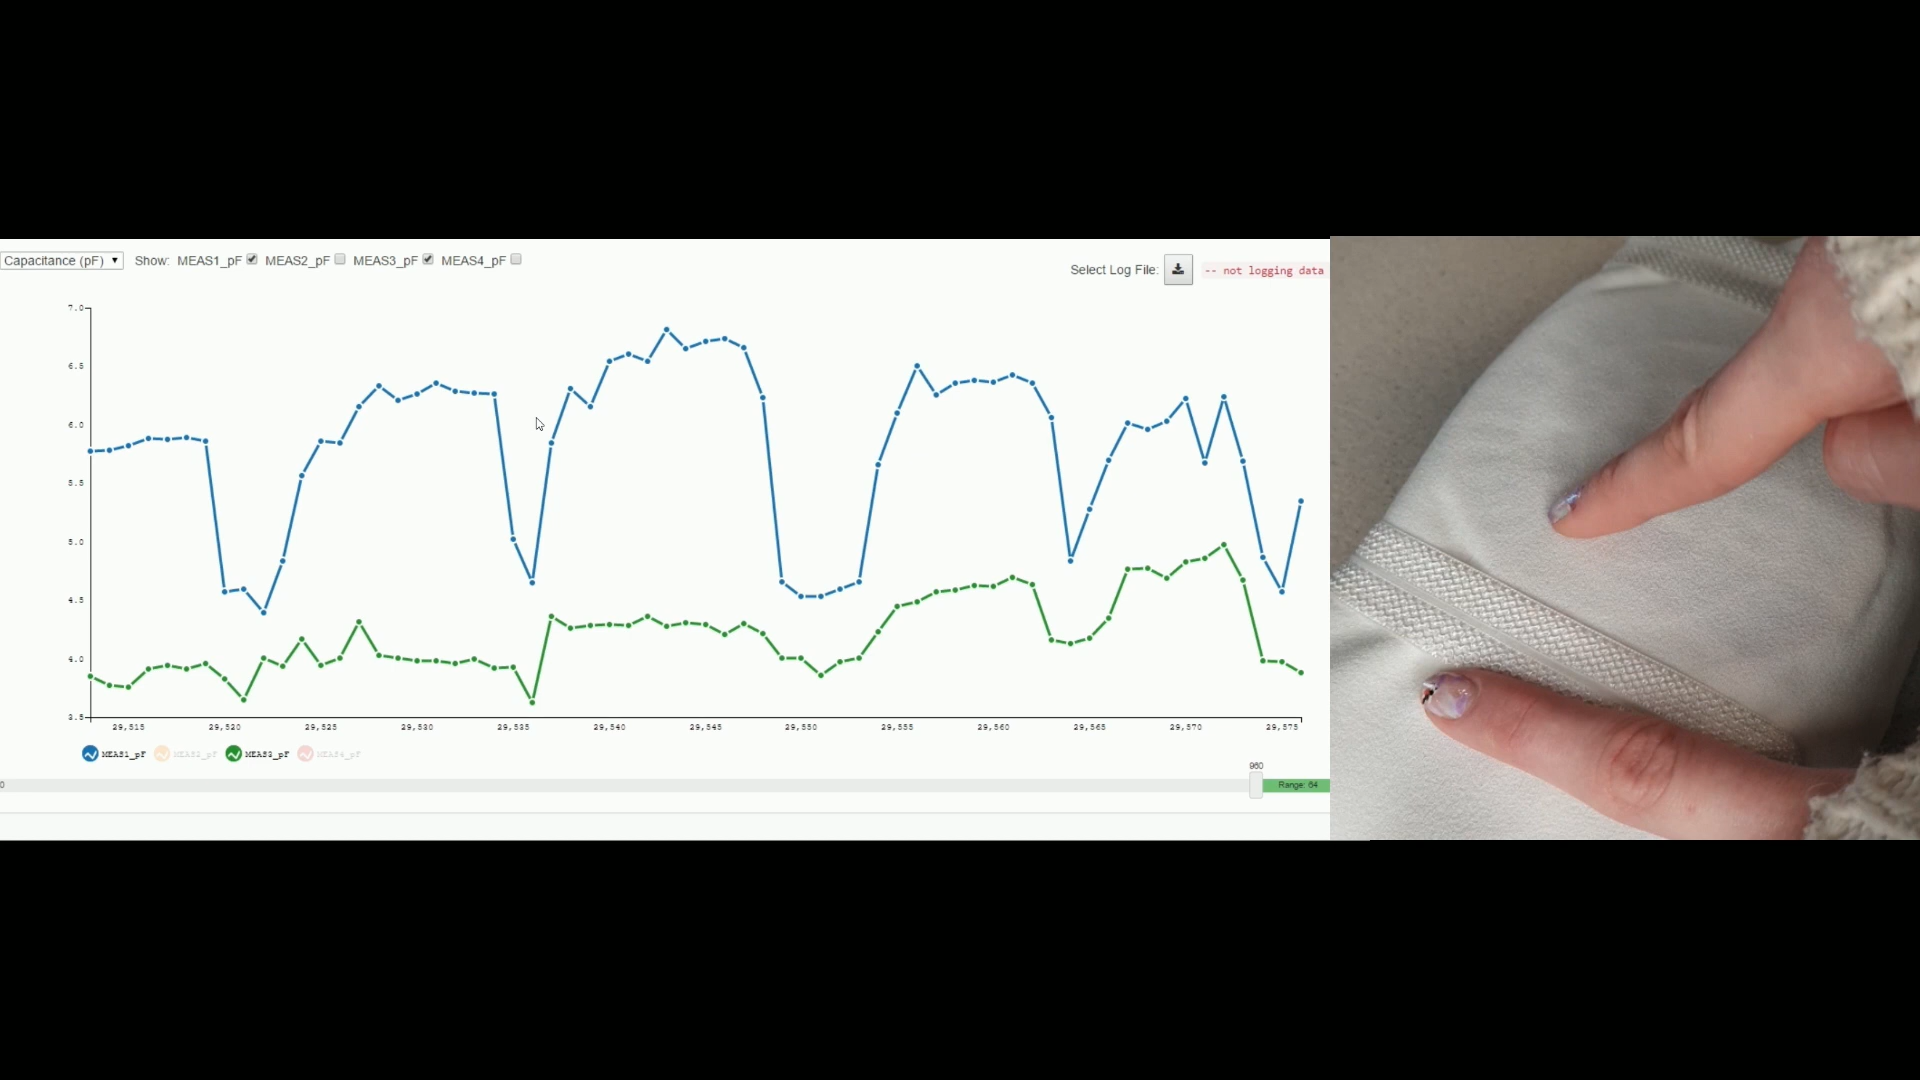 Capacitance (pF) Show: MEAS1_pF MEAS2_pF MEAS3_pF MEAS4_pF
Select Log File: -- not logging data
7.0
6.5
6.0
5.5
5.0
4.5
4.0
3.5
29,515 29,520 29,525 29,530 29,535 29,540 29,545 29,550 29,555 29,560 29,565 29,570 29,575
MEAS1_pF MEAS2_pF MEAS3_pF MEAS4_pF
960
0 Range: 64